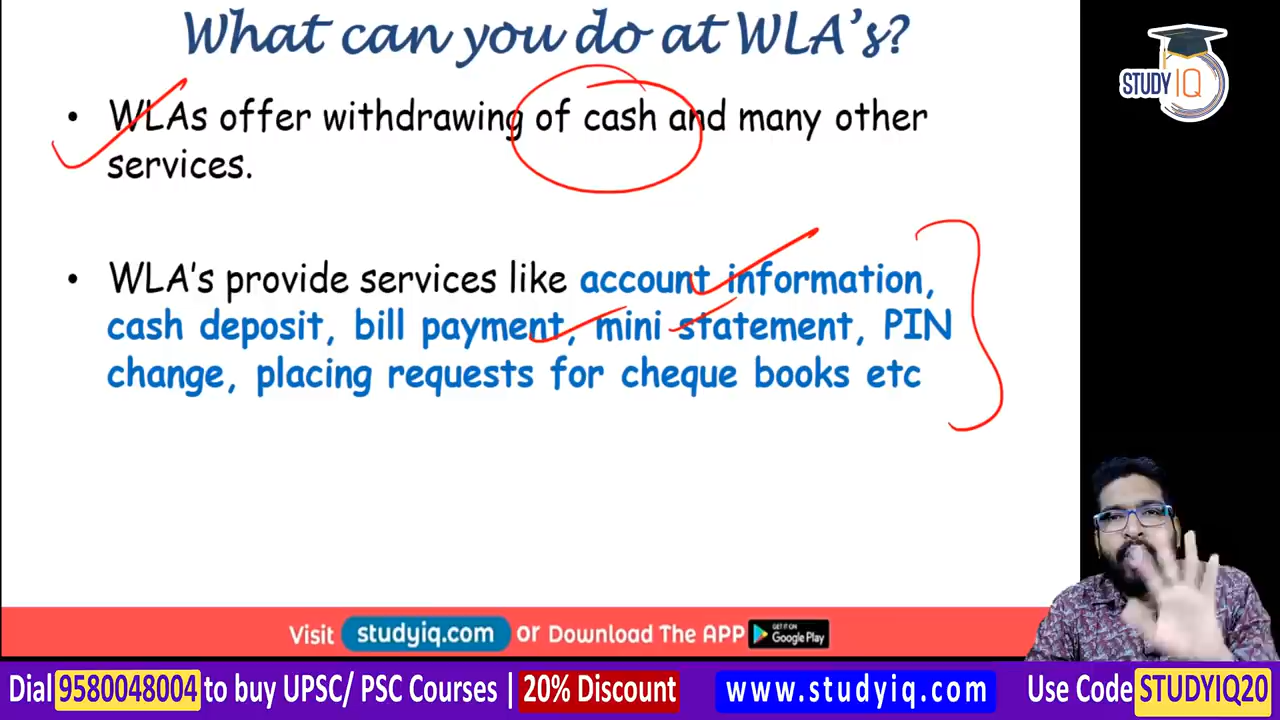 What can you do at WLA's?
STUDY IQ
• WLAs offer withdrawing of cash and many other
services.
• WLA's provide services like account information,
cash deposit, bill payment, mini statement, PIN
change, placing requests for cheque books etc
Visit studyiq.com or Download The APP GET IT ON Google Play
Dial 9580048004 to buy UPSC/ PSC Courses | 20% Discount www.studyiq.com Use Code STUDYIQ20